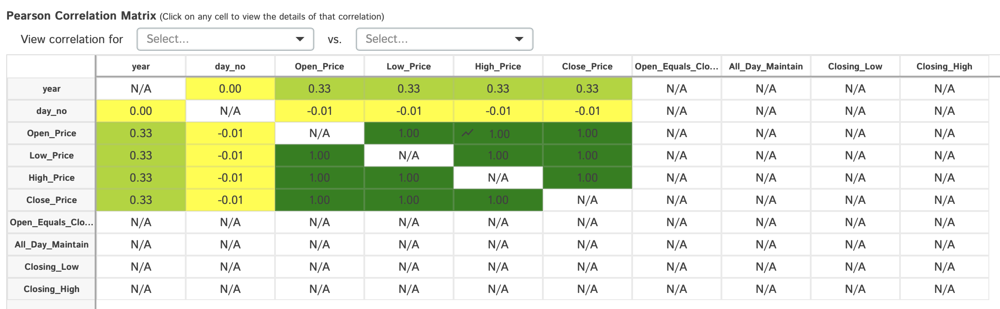 Pearson Correlation Matrix (Click on any cell to view the details of that correlation)
View correlation for Select... vs. Select...
year day_no Open_Price Low_Price High_Price Close_Price Open_Equals_Clo... All_Day_Maintain Closing_Low Closing_High
year N/A 0.00 0.33 0.33 0.33 0.33 N/A N/A N/A N/A
day_no 0.00 N/A -0.01 -0.01 -0.01 -0.01 N/A N/A N/A N/A
Open_Price 0.33 -0.01 N/A 1.00 1.00 1.00 N/A N/A N/A N/A
Low_Price 0.33 -0.01 1.00 N/A 1.00 1.00 N/A N/A N/A N/A
High_Price 0.33 -0.01 1.00 1.00 N/A 1.00 N/A N/A N/A N/A
Close_Price 0.33 -0.01 1.00 1.00 1.00 N/A N/A N/A N/A N/A
Open_Equals_Clo... N/A N/A N/A N/A N/A N/A N/A N/A N/A N/A
All_Day_Maintain N/A N/A N/A N/A N/A N/A N/A N/A N/A N/A
Closing_Low N/A N/A N/A N/A N/A N/A N/A N/A N/A N/A
Closing_High N/A N/A N/A N/A N/A N/A N/A N/A N/A N/A